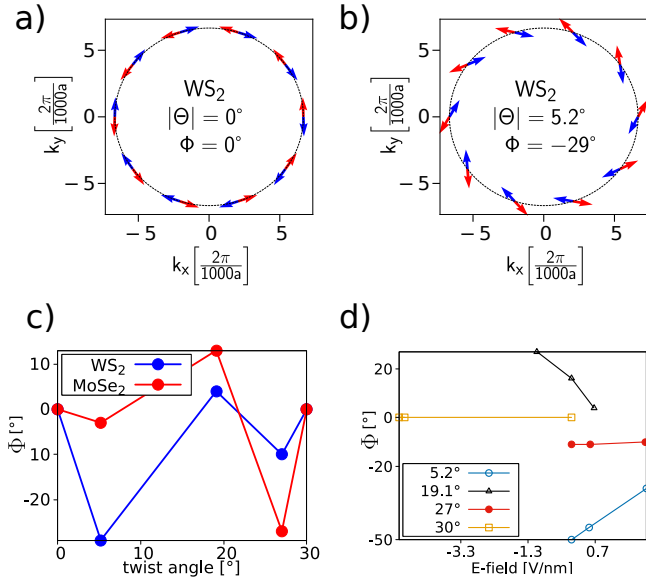 a)
WS2
|Θ| = 0°
Φ = 0°
ky [2π/1000a]
5
0
−5
−5
0
5
kx [2π/1000a]
b)
WS2
|Θ| = 5.2°
Φ = −29°
ky [2π/1000a]
5
0
−5
−5
0
5
kx [2π/1000a]
c)
WS2
MoSe2
Φ [°]
10
0
10
-20
0
10
20
30
twist angle [°]
d)
5.2°
19.1°
27°
30°
Φ [°]
20
0
-20
-50
-3.3
-1.3
0.7
E-field [V/nm]